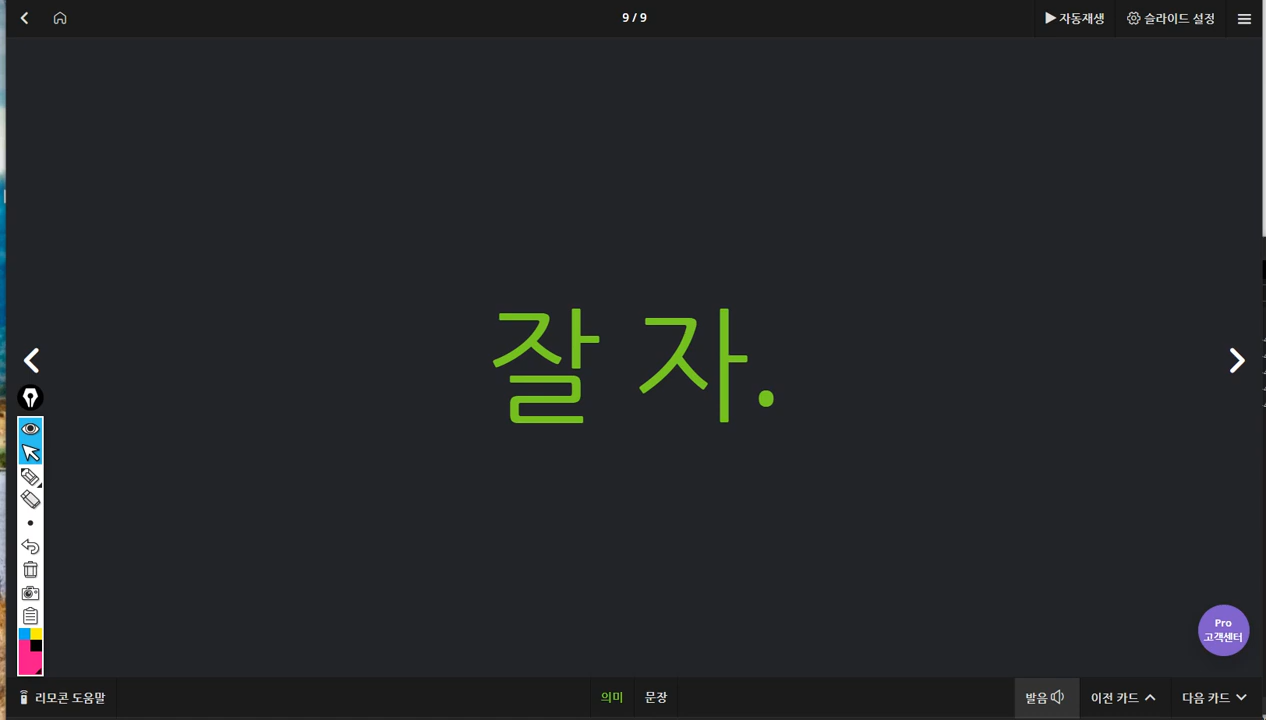 9 / 9
자동재생
슬라이드 설정
잘 자.
Pro
고객센터
리모콘 도움말
의미
문장
발음
이전 카드
다음 카드